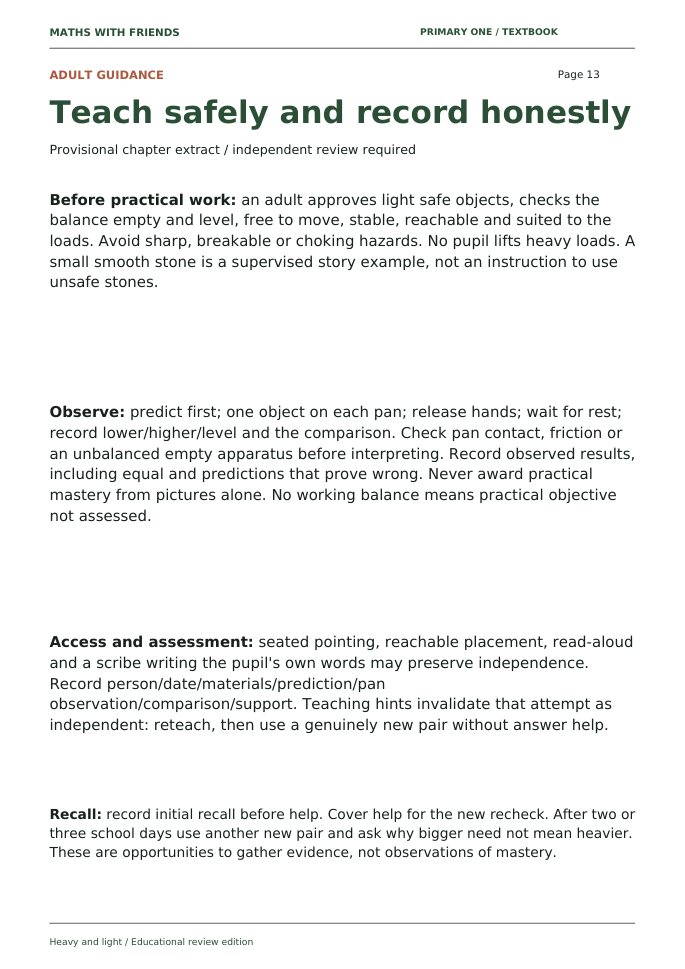 MATHS WITH FRIENDS
PRIMARY ONE / TEXTBOOK
ADULT GUIDANCE
Page 13
Teach safely and record honestly
Provisional chapter extract / independent review required
Before practical work: an adult approves light safe objects, checks the
balance empty and level, free to move, stable, reachable and suited to the
loads. Avoid sharp, breakable or choking hazards. No pupil lifts heavy loads. A
small smooth stone is a supervised story example, not an instruction to use
unsafe stones.
Observe: predict first; one object on each pan; release hands; wait for rest;
record lower/higher/level and the comparison. Check pan contact, friction or
an unbalanced empty apparatus before interpreting. Record observed results,
including equal and predictions that prove wrong. Never award practical
mastery from pictures alone. No working balance means practical objective
not assessed.
Access and assessment: seated pointing, reachable placement, read-aloud
and a scribe writing the pupil's own words may preserve independence.
Record person/date/materials/prediction/pan
observation/comparison/support. Teaching hints invalidate that attempt as
independent: reteach, then use a genuinely new pair without answer help.
Recall: record initial recall before help. Cover help for the new recheck. After two or
three school days use another new pair and ask why bigger need not mean heavier.
These are opportunities to gather evidence, not observations of mastery.
Heavy and light / Educational review edition